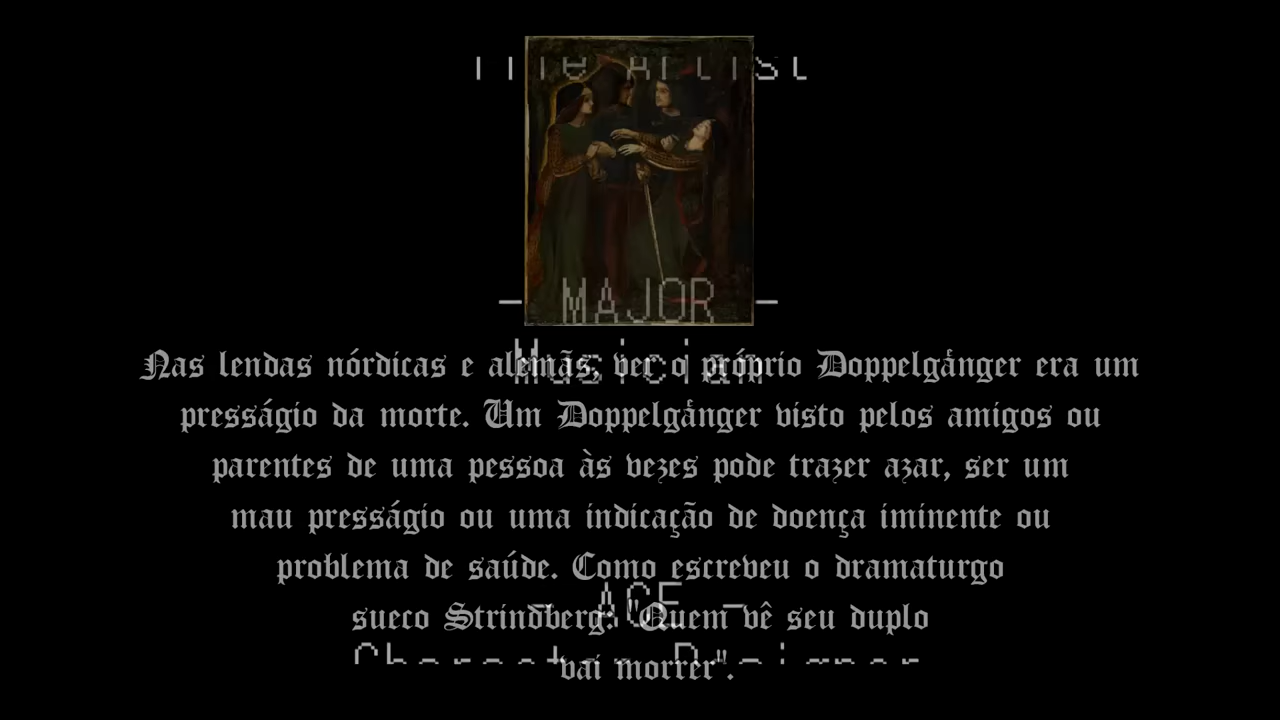 - MAJOR -
Musician
Nas lendas nórdicas e alemãs, ver o próprio Doppelgänger era um
presságio da morte. Um Doppelgänger visto pelos amigos ou
parentes de uma pessoa às vezes pode trazer azar, ser um
mau presságio ou uma indicação de doença iminente ou
problema de saúde. Como escreveu o dramaturgo
- ACE -
sueco Strindberg: "Quem vê seu duplo
vai morrer".